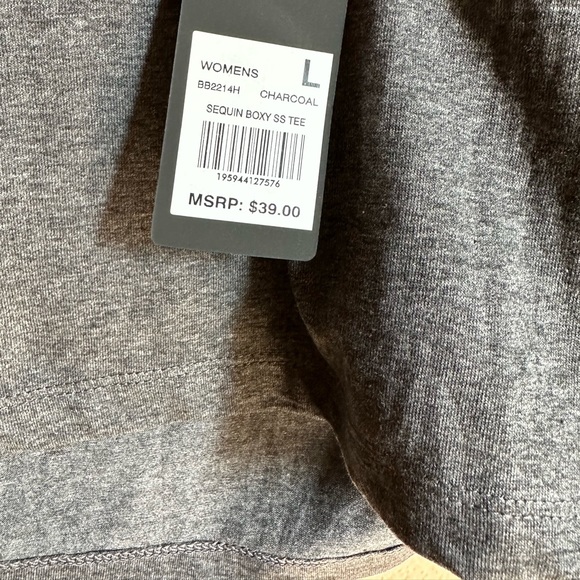 WOMENS L
BB2214H CHARCOAL
SEQUIN BOXY SS TEE
195944127576
MSRP: $39.00